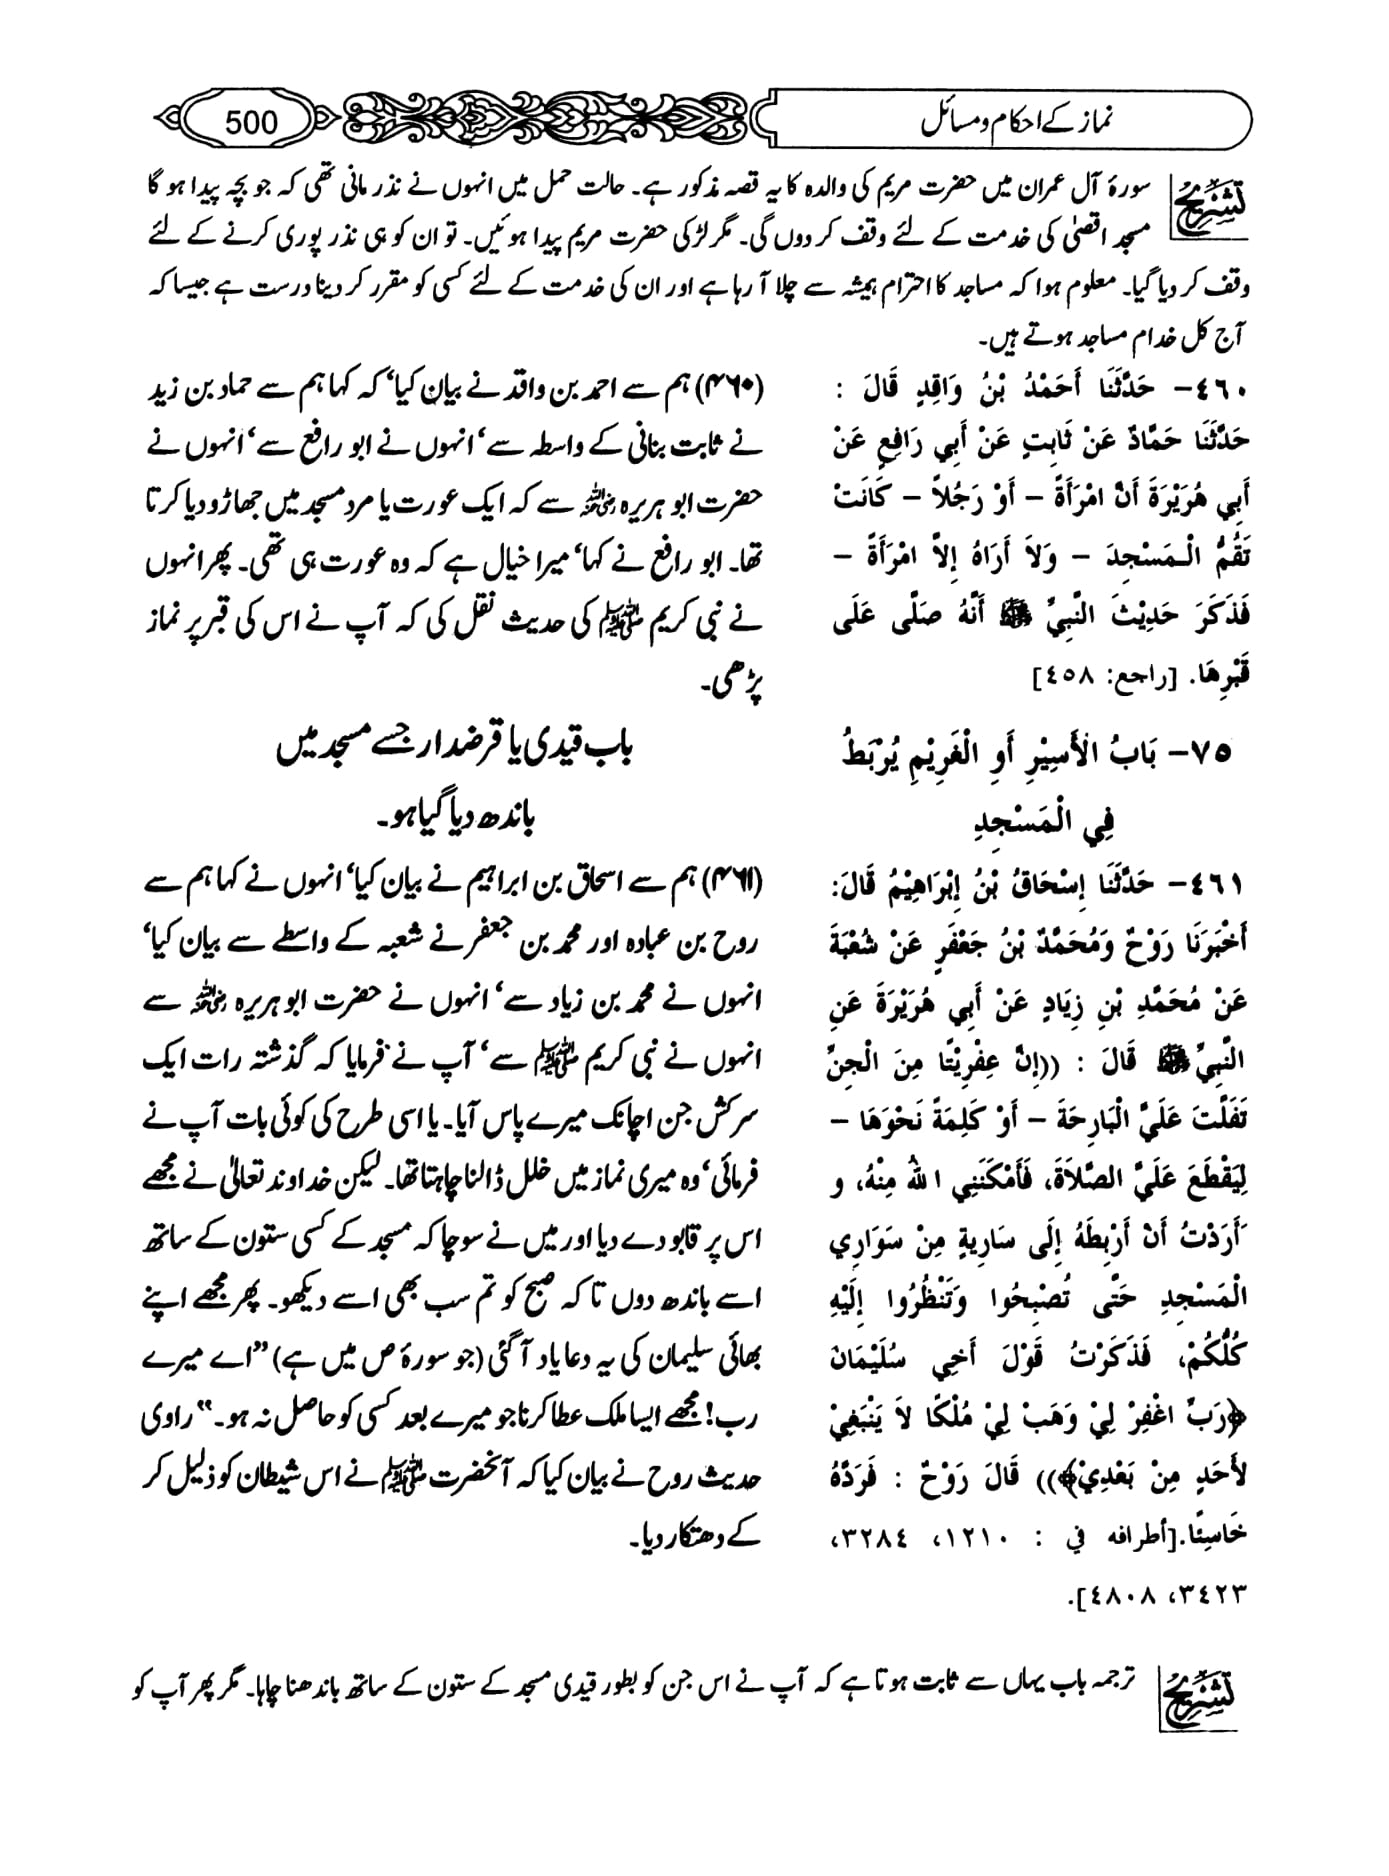 نماز کے احکام و مسائل
500
تشریح
سورۂ آل عمران میں حضرت مریم کی والدہ کا یہ قصہ مذکور ہے۔ حالت حمل میں انہوں نے نذر مانی تھی کہ جو بچہ پیدا ہو گا
مسجد اقصیٰ کی خدمت کے لئے وقف کر دوں گی۔ مگر لڑکی حضرت مریم پیدا ہوئیں۔ تو ان کو ہی نذر پوری کرنے کے لئے
وقف کر دیا گیا۔ معلوم ہوا کہ مساجد کا احترام ہمیشہ سے چلا آ رہا ہے اور ان کی خدمت کے لئے کسی کو مقرر کر دینا درست ہے جیسا کہ
آج کل خدام مساجد ہوتے ہیں۔
٤٦٠- حَدَّثَنَا أَحْمَدُ بْنُ وَاقِدٍ قَالَ :
حَدَّثَنَا حَمَّادٌ عَنْ ثَابِتٍ عَنْ أَبِي رَافِعٍ عَنْ
أَبِي هُرَيْرَةَ أَنَّ امْرَأَةً – أَوْ رَجُلاً – كَانَتْ
تَقُمُّ الْـمَسْجِدَ – وَلاَ أَرَاهُ إِلاَّ امْرَأَةً –
فَذَكَرَ حَدِيْثَ النَّبِيِّ ﷺ أَنَّهُ صَلَّى عَلَى
قَبْرِهَا. [راجع: ٤٥٨]
٧٥- بَابُ الأَسِيْرِ أَوِ الْغَرِيْمِ يُرْبَطُ
فِي الْمَسْجِدِ
٤٦١- حَدَّثَنَا إِسْحَاقُ بْنُ إِبْرَاهِيْمُ قَالَ:
أَخْبَرَنَا رَوْحٌ وَمُحَمَّدٌ بْنُ جَعْفَرٍ عَنْ شُعْبَةَ
عَنْ مُحَمَّدِ بْنِ زِيَادٍ عَنْ أَبِي هُرَيْرَةَ عَنِ
النَّبِيِّ ﷺ قَالَ : ((إِنَّ عِفْرِيْتًا مِنَ الْجِنِّ
تَفَلَّتَ عَلَيَّ الْبَارِحَةَ – أَوْ كَلِمَةً نَحْوَهَا –
لِيَقْطَعَ عَلَيَّ الصَّلاَةَ، فَأَمْكَنَنِي اللهُ مِنْهُ، و
َأَرَدْتُ أَنْ أَرْبِطَهُ إِلَى سَارِيةٍ مِنْ سَوَارِي
الْمَسْجِدِ حَتَّى تُصْبِحُوا وَتَنْظُرُوا إِلَيْهِ
كُلُّكُمْ، فَذَكَرْتُ قَوْلَ أَخِي سُلَيْمَانَ
﴿رَبِّ اغْفِرْ لِيْ وَهَبْ لِيْ مُلْكًا لاَ يَنْبَغِيْ
لأَحَدٍ مِنْ بَعْدِيْ﴾)) قَالَ رَوْحٌ : فَرَدَّهُ
خَاسِئًا.[أطرافه في : ١٢١٠، ٣٢٨٤،
٣٤٢٣، ٤٨٠٨].
(۴۶۰) ہم سے احمد بن واقد نے بیان کیا‘ کہ کہا ہم سے حماد بن زید
نے ثابت بنانی کے واسطہ سے‘ انہوں نے ابو رافع سے‘ انہوں نے
حضرت ابو ہریرہ رضی اللہ عنہ سے کہ ایک عورت یا مرد مسجد میں جھاڑو دیا کرتا
تھا۔ ابو رافع نے کہا‘ میرا خیال ہے کہ وہ عورت ہی تھی۔ پھر انہوں
نے نبی کریم ﷺ کی حدیث نقل کی کہ آپ نے اس کی قبر پر نماز
پڑھی۔
باب قیدی یا قرضدار جسے مسجد میں
باندھ دیا گیا ہو۔
(۴۶۱) ہم سے اسحاق بن ابراہیم نے بیان کیا‘ انہوں نے کہا ہم سے
روح بن عبادہ اور محمد بن جعفر نے شعبہ کے واسطے سے بیان کیا‘
انہوں نے محمد بن زیاد سے‘ انہوں نے حضرت ابو ہریرہ رضی اللہ عنہ سے
انہوں نے نبی کریم ﷺ سے‘ آپ نے فرمایا کہ گذشتہ رات ایک
سرکش جن اچانک میرے پاس آیا۔ یا اسی طرح کی کوئی بات آپ نے
فرمائی‘ وہ میری نماز میں خلل ڈالنا چاہتا تھا۔ لیکن خداوند تعالیٰ نے مجھے
اس پر قابو دے دیا اور میں نے سوچا کہ مسجد کے کسی ستون کے ساتھ
اسے باندھ دوں تاکہ صبح کو تم سب بھی اسے دیکھو۔ پھر مجھے اپنے
بھائی سلیمان کی یہ دعا یاد آ گئی (جو سورۂ ص میں ہے) ”اے میرے
رب! مجھے ایسا ملک عطا کرنا جو میرے بعد کسی کو حاصل نہ ہو۔“ راوی
حدیث روح نے بیان کیا کہ آنحضرت ﷺ نے اس شیطان کو ذلیل کر
کے دھتکار دیا۔
تشریح
ترجمہ باب یہاں سے ثابت ہوتا ہے کہ آپ نے اس جن کو بطور قیدی مسجد کے ستون کے ساتھ باندھنا چاہا۔ مگر پھر آپ کو